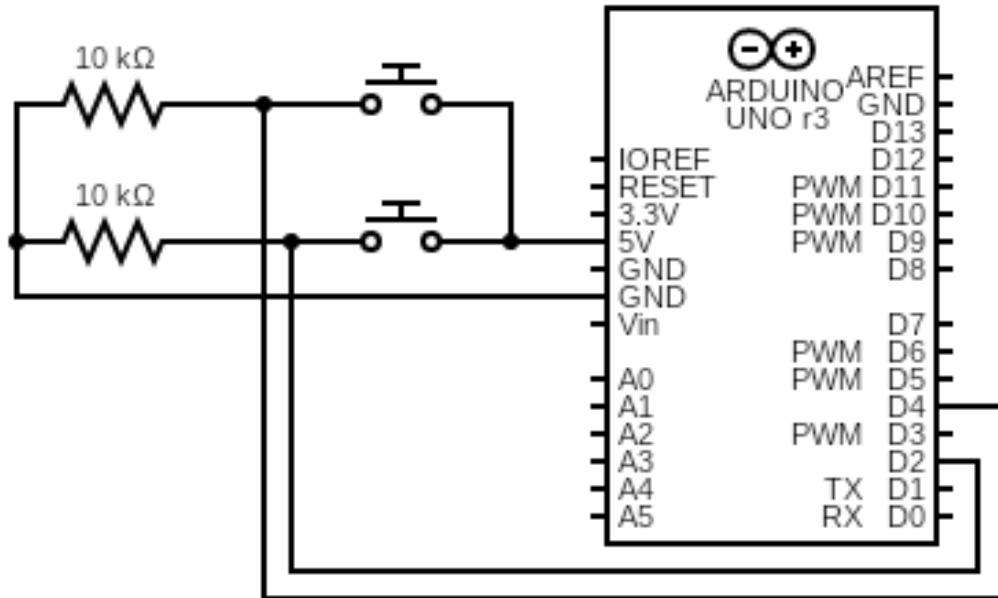 10 kΩ
10 kΩ
ARDUINO
UNO r3
IOREF
RESET
3.3V
5V
GND
GND
Vin
A0
A1
A2
A3
A4
A5
AREF
GND
D13
D12
PWM D11
PWM D10
PWM D9
D8
D7
PWM D6
PWM D5
D4
PWM D3
D2
TX D1
RX D0